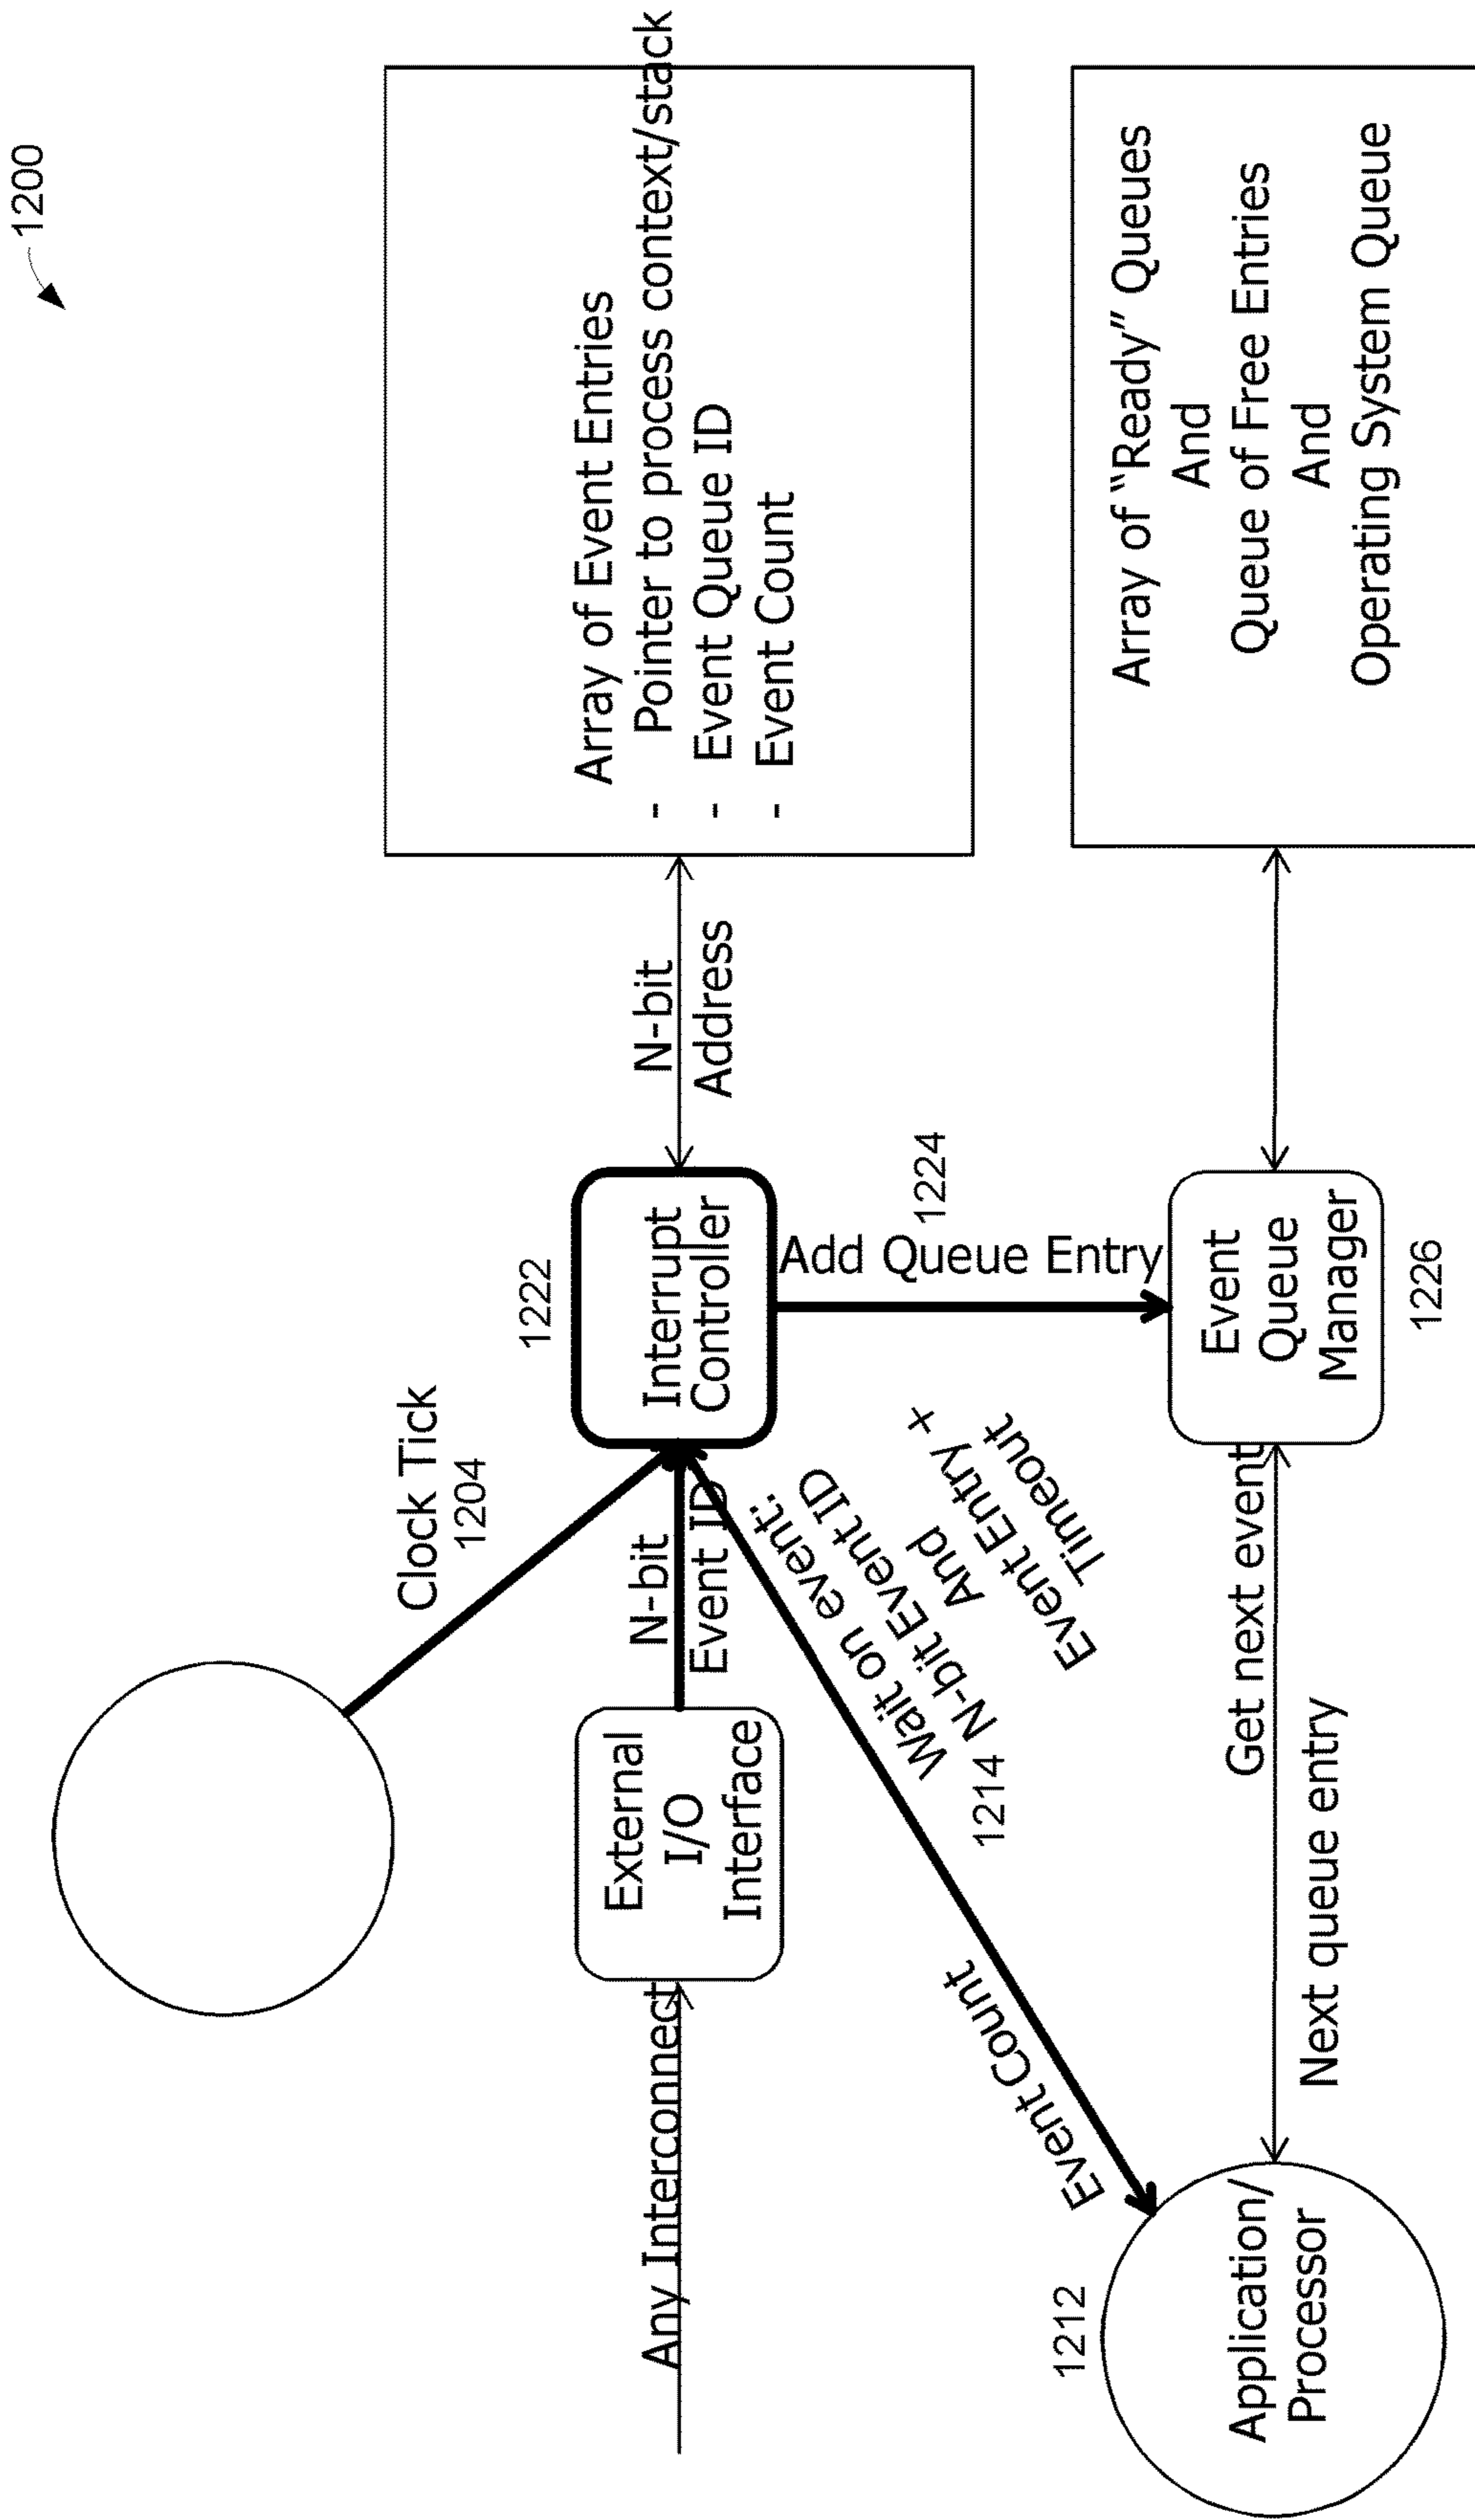 1200
Clock Tick
1204
Any Interconnect
External
I/O
Interface
N-bit
Event ID
1222
Interrupt
Controller
N-bit
Address
Array of Event Entries
- Pointer to process context/stack
- Event Queue ID
- Event Count
Event Count
Wait on event:
N-bit Event ID
And
Event Entry +
Timeout
1214
Add Queue Entry
1224
1212
Application/
Processor
Get next event
Next queue entry
Event
Queue
Manager
1226
Array of “Ready” Queues
And
Queue of Free Entries
And
Operating System Queue